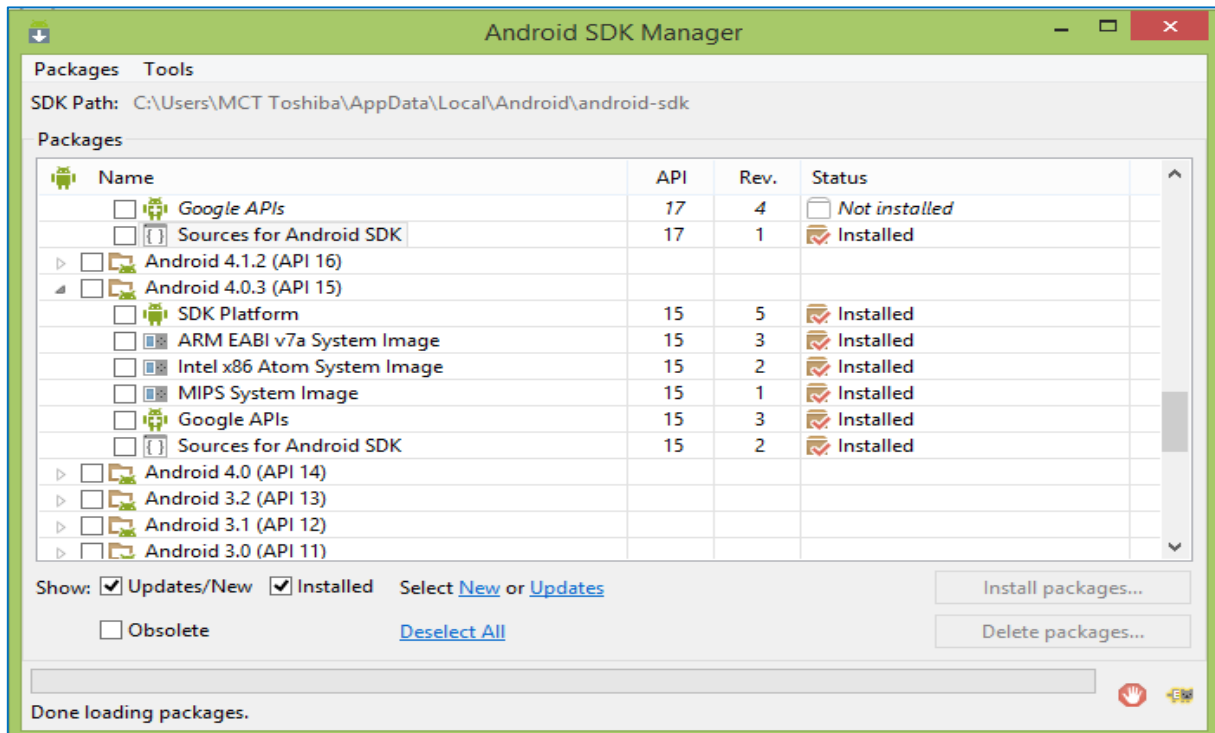 Android SDK Manager
Packages Tools
SDK Path: C:\Users\MCT Toshiba\AppData\Local\Android\android-sdk
Packages
Name API Rev. Status
Google APIs 17 4 Not installed
Sources for Android SDK 17 1 Installed
Android 4.1.2 (API 16)
Android 4.0.3 (API 15)
SDK Platform 15 5 Installed
ARM EABI v7a System Image 15 3 Installed
Intel x86 Atom System Image 15 2 Installed
MIPS System Image 15 1 Installed
Google APIs 15 3 Installed
Sources for Android SDK 15 2 Installed
Android 4.0 (API 14)
Android 3.2 (API 13)
Android 3.1 (API 12)
Android 3.0 (API 11)
Show: Updates/New Installed Select New or Updates Install packages...
Obsolete Deselect All Delete packages...
Done loading packages.